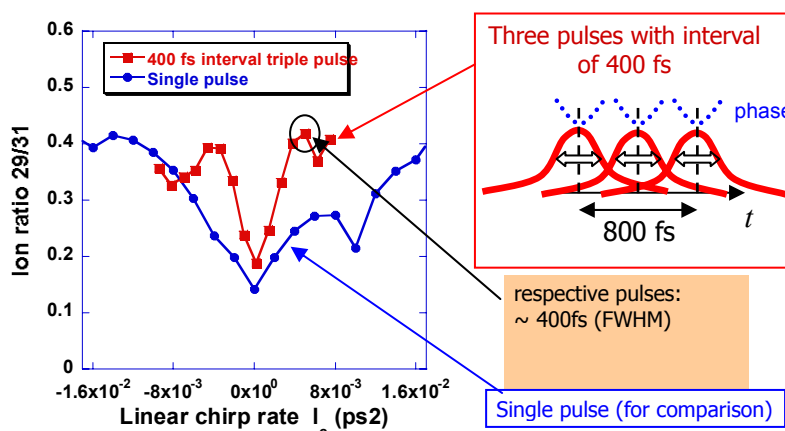 0.6
0.5
0.4
0.3
0.2
0.1
0
Ion ratio 29/31
400 fs interval triple pulse
Single pulse
-1.6x10-2
-8x10-3
0x100
8x10-3
1.6x10-2
Linear chirp rate (ps2)
Three pulses with interval
of 400 fs
phase
800 fs
t
respective pulses:
~ 400fs (FWHM)
Single pulse (for comparison)